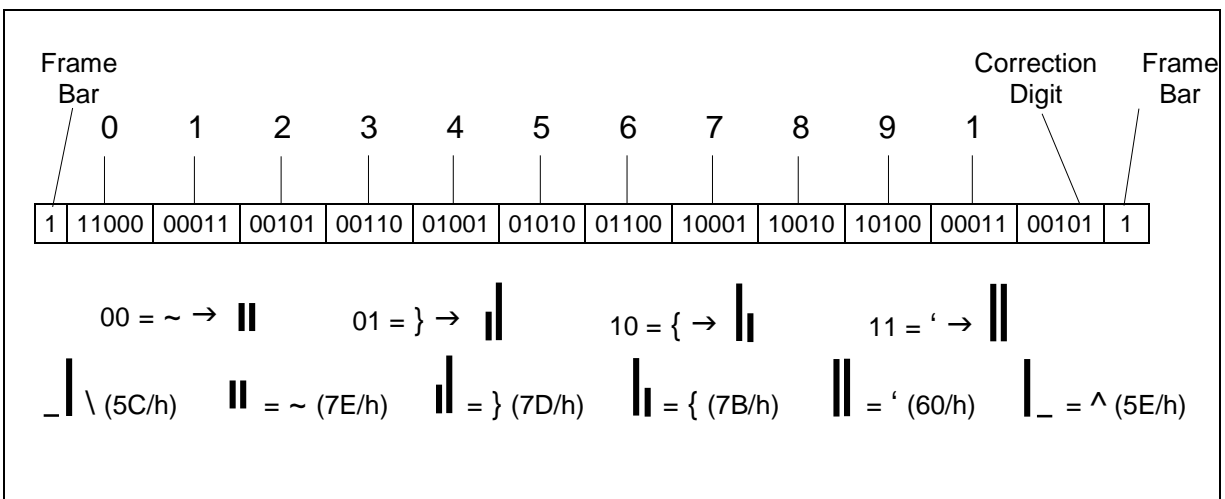 Frame Bar
Correction Digit
Frame Bar
0 1 2 3 4 5 6 7 8 9 1
1 11000 00011 00101 00110 01001 01010 01100 10001 10010 10100 00011 00101 1
00 = ~ → 01 = } → 10 = { → 11 = ‘ →
_ \ (5C/h) = ~ (7E/h) = } (7D/h) = { (7B/h) = ‘ (60/h) _ = ^ (5E/h)